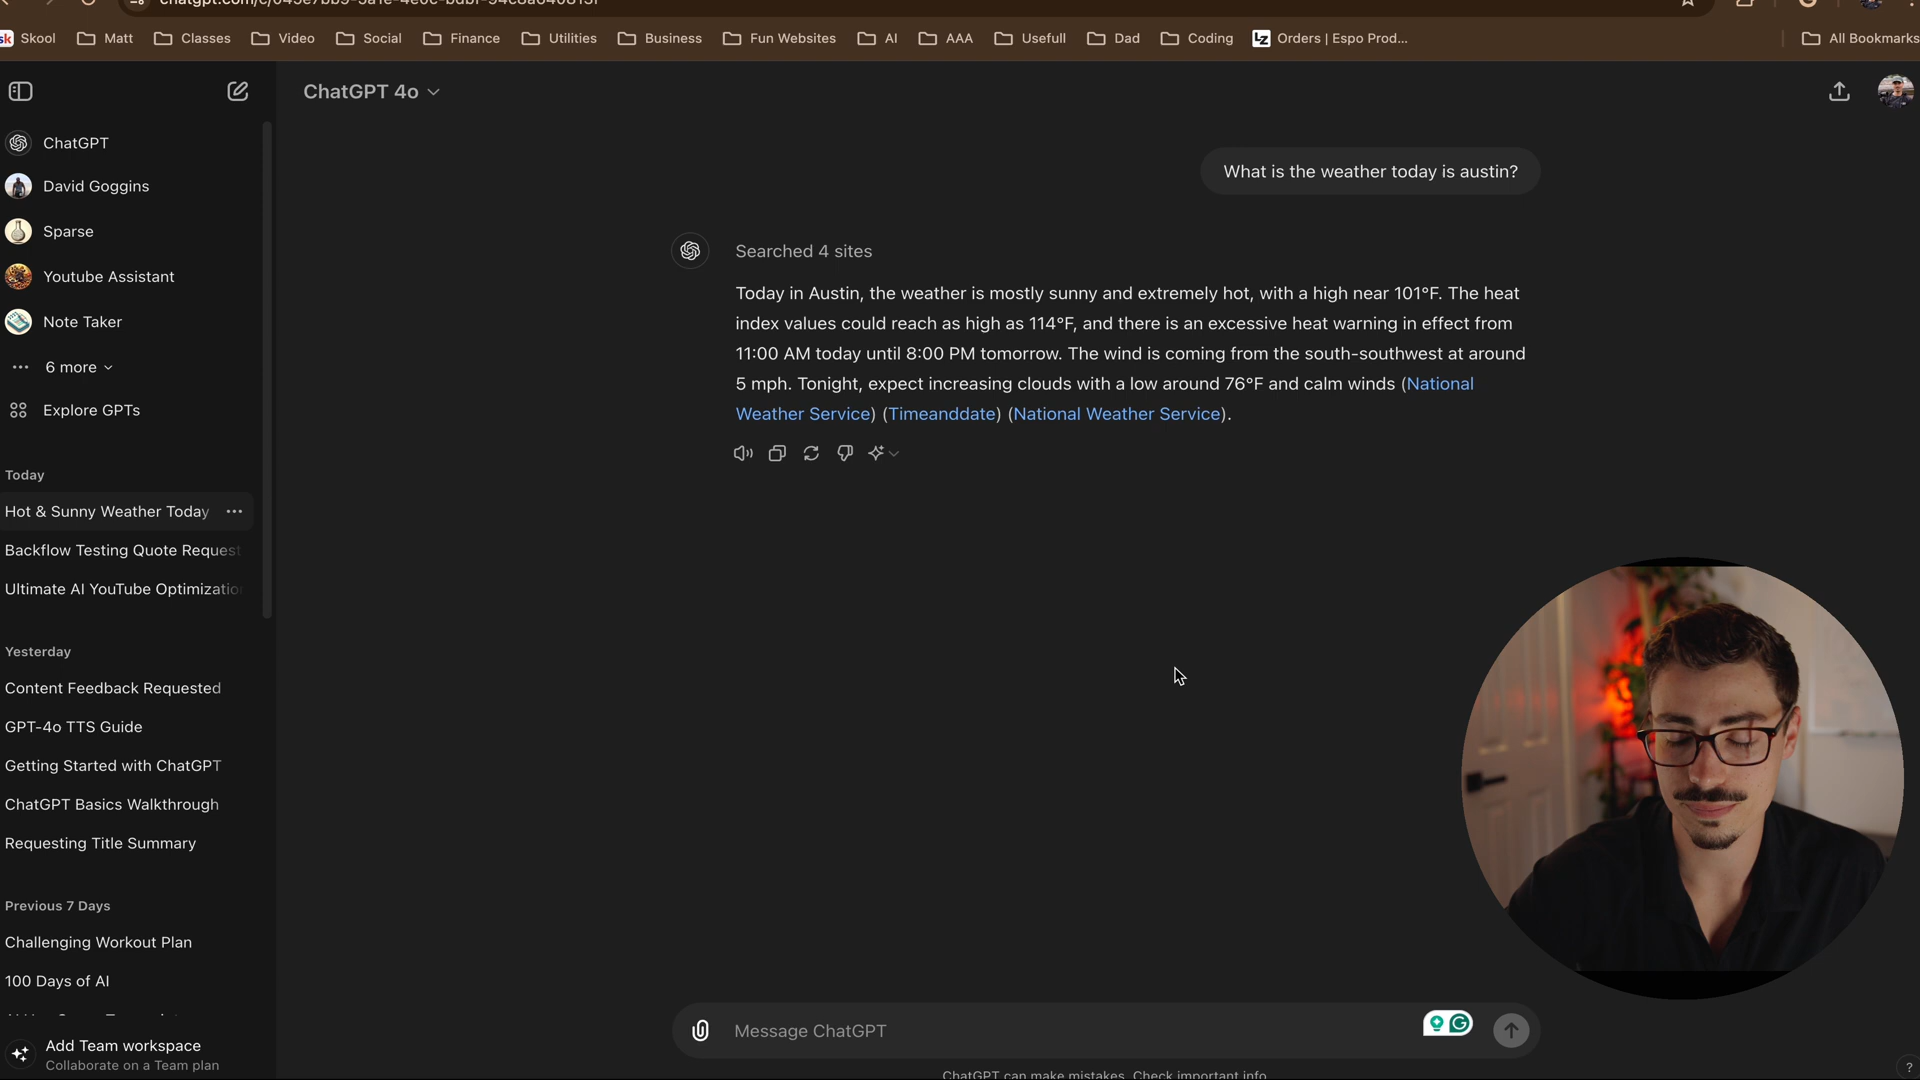 sk Skool Matt Classes Video Social Finance Utilities Business Fun Websites AI AAA Usefull Dad Coding LZ Orders | Espo Prod... All Bookmarks
ChatGPT 4o
ChatGPT
David Goggins
Sparse
Youtube Assistant
Note Taker
6 more
Explore GPTs
Today
Hot & Sunny Weather Today
Backflow Testing Quote Request
Ultimate AI YouTube Optimizatio
Yesterday
Content Feedback Requested
GPT-4o TTS Guide
Getting Started with ChatGPT
ChatGPT Basics Walkthrough
Requesting Title Summary
Previous 7 Days
Challenging Workout Plan
100 Days of AI
Add Team workspace
Collaborate on a Team plan
What is the weather today is austin?
Searched 4 sites
Today in Austin, the weather is mostly sunny and extremely hot, with a high near 101°F. The heat
index values could reach as high as 114°F, and there is an excessive heat warning in effect from
11:00 AM today until 8:00 PM tomorrow. The wind is coming from the south-southwest at around
5 mph. Tonight, expect increasing clouds with a low around 76°F and calm winds (National
Weather Service) (Timeanddate) (National Weather Service).
Message ChatGPT
ChatGPT can make mistakes. Check important info.
?